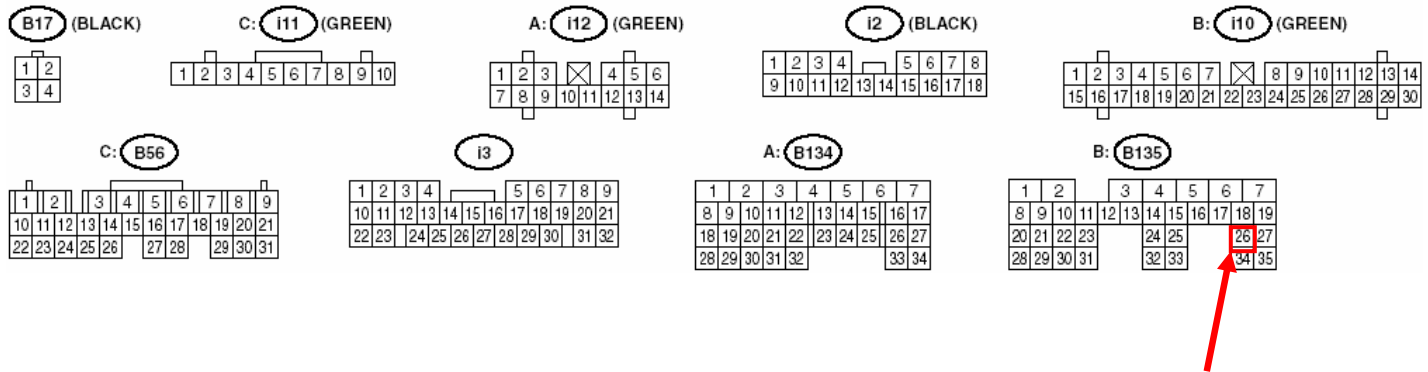 B17 (BLACK)
1 2
3 4
C: i11 (GREEN)
1 2 3 4 5 6 7 8 9 10
A: i12 (GREEN)
1 2 3 4 5 6
7 8 9 10 11 12 13 14
i2 (BLACK)
1 2 3 4 5 6 7 8
9 10 11 12 13 14 15 16 17 18
B: i10 (GREEN)
1 2 3 4 5 6 7 8 9 10 11 12 13 14
15 16 17 18 19 20 21 22 23 24 25 26 27 28 29 30
C: B56
1 2 3 4 5 6 7 8 9
10 11 12 13 14 15 16 17 18 19 20 21
22 23 24 25 26 27 28 29 30 31
i3
1 2 3 4 5 6 7 8 9
10 11 12 13 14 15 16 17 18 19 20 21
22 23 24 25 26 27 28 29 30 31 32
A: B134
1 2 3 4 5 6 7
8 9 10 11 12 13 14 15 16 17
18 19 20 21 22 23 24 25 26 27
28 29 30 31 32 33 34
B: B135
1 2 3 4 5 6 7
8 9 10 11 12 13 14 15 16 17 18 19
20 21 22 23 24 25 26 27
28 29 30 31 32 33 34 35